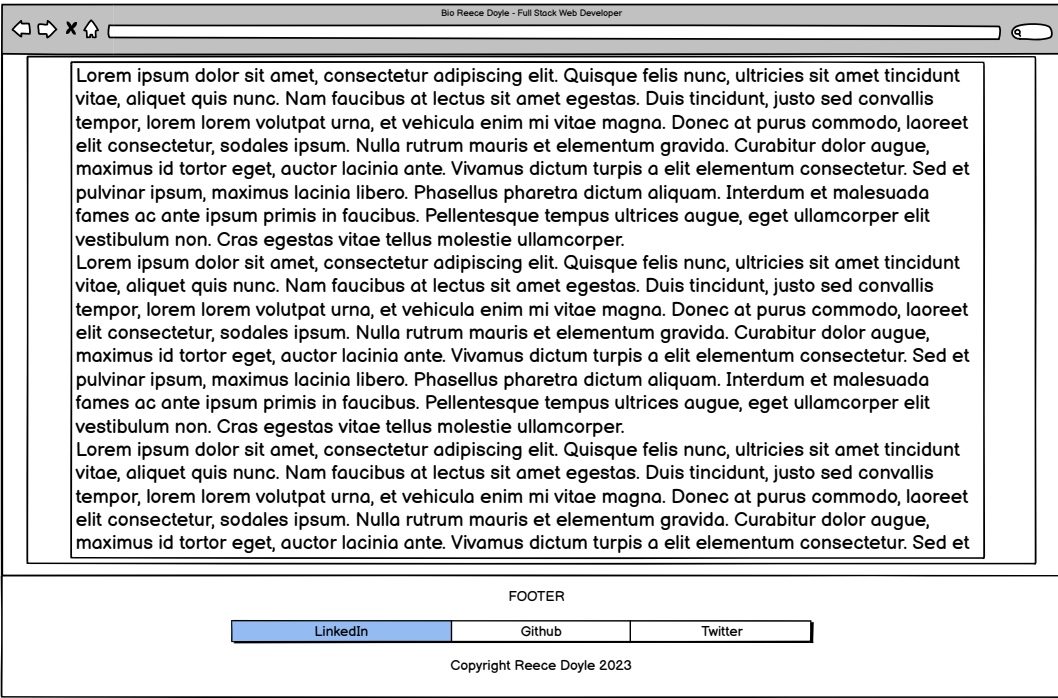 Bio Reece Doyle - Full Stack Web Developer
Lorem ipsum dolor sit amet, consectetur adipiscing elit. Quisque felis nunc, ultricies sit amet tincidunt
vitae, aliquet quis nunc. Nam faucibus at lectus sit amet egestas. Duis tincidunt, justo sed convallis
tempor, lorem lorem volutpat urna, et vehicula enim mi vitae magna. Donec at purus commodo, laoreet
elit consectetur, sodales ipsum. Nulla rutrum mauris et elementum gravida. Curabitur dolor augue,
maximus id tortor eget, auctor lacinia ante. Vivamus dictum turpis a elit elementum consectetur. Sed et
pulvinar ipsum, maximus lacinia libero. Phasellus pharetra dictum aliquam. Interdum et malesuada
fames ac ante ipsum primis in faucibus. Pellentesque tempus ultrices augue, eget ullamcorper elit
vestibulum non. Cras egestas vitae tellus molestie ullamcorper.
Lorem ipsum dolor sit amet, consectetur adipiscing elit. Quisque felis nunc, ultricies sit amet tincidunt
vitae, aliquet quis nunc. Nam faucibus at lectus sit amet egestas. Duis tincidunt, justo sed convallis
tempor, lorem lorem volutpat urna, et vehicula enim mi vitae magna. Donec at purus commodo, laoreet
elit consectetur, sodales ipsum. Nulla rutrum mauris et elementum gravida. Curabitur dolor augue,
maximus id tortor eget, auctor lacinia ante. Vivamus dictum turpis a elit elementum consectetur. Sed et
pulvinar ipsum, maximus lacinia libero. Phasellus pharetra dictum aliquam. Interdum et malesuada
fames ac ante ipsum primis in faucibus. Pellentesque tempus ultrices augue, eget ullamcorper elit
vestibulum non. Cras egestas vitae tellus molestie ullamcorper.
Lorem ipsum dolor sit amet, consectetur adipiscing elit. Quisque felis nunc, ultricies sit amet tincidunt
vitae, aliquet quis nunc. Nam faucibus at lectus sit amet egestas. Duis tincidunt, justo sed convallis
tempor, lorem lorem volutpat urna, et vehicula enim mi vitae magna. Donec at purus commodo, laoreet
elit consectetur, sodales ipsum. Nulla rutrum mauris et elementum gravida. Curabitur dolor augue,
maximus id tortor eget, auctor lacinia ante. Vivamus dictum turpis a elit elementum consectetur. Sed et
FOOTER
LinkedIn Github Twitter
Copyright Reece Doyle 2023